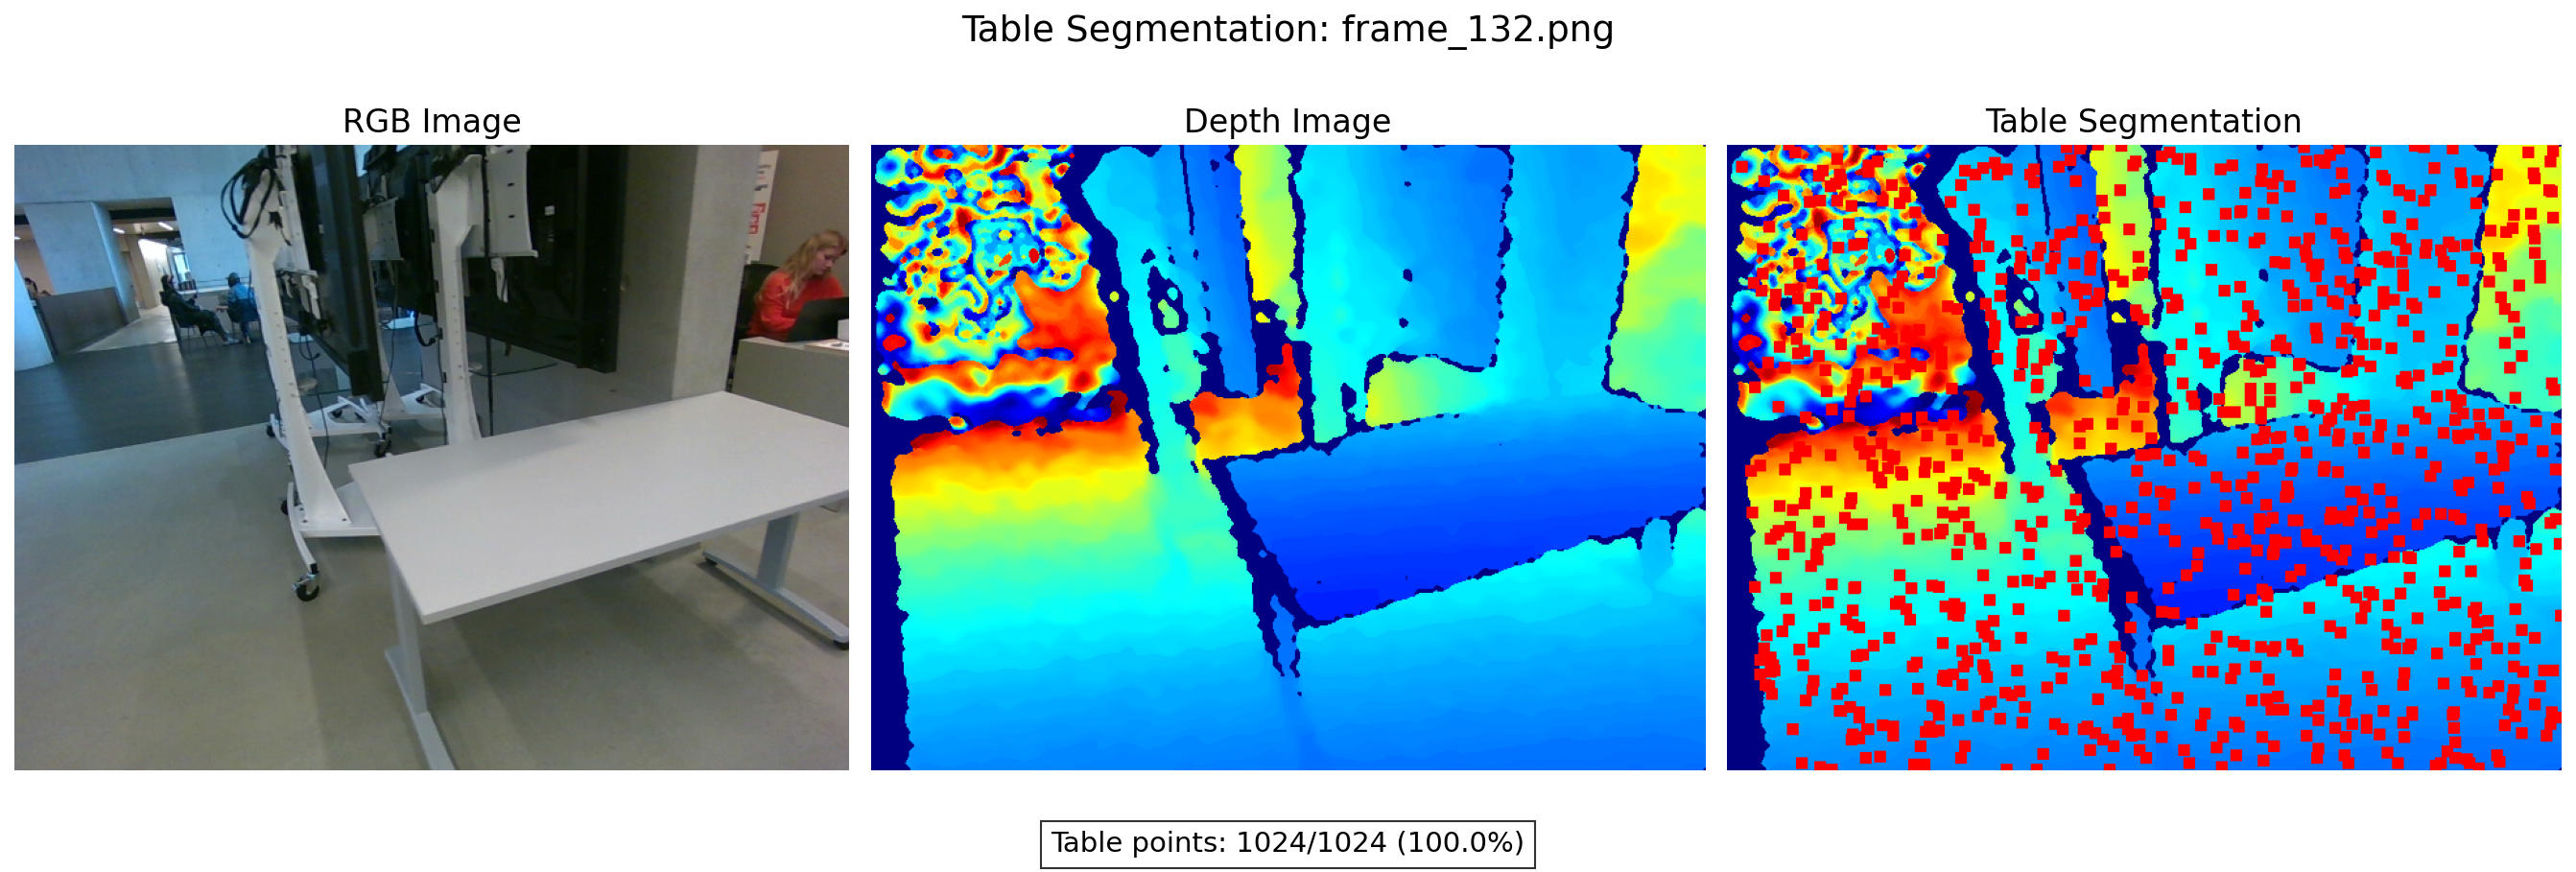 Table Segmentation: frame_132.png
RGB Image
Depth Image
Table Segmentation
Table points: 1024/1024 (100.0%)